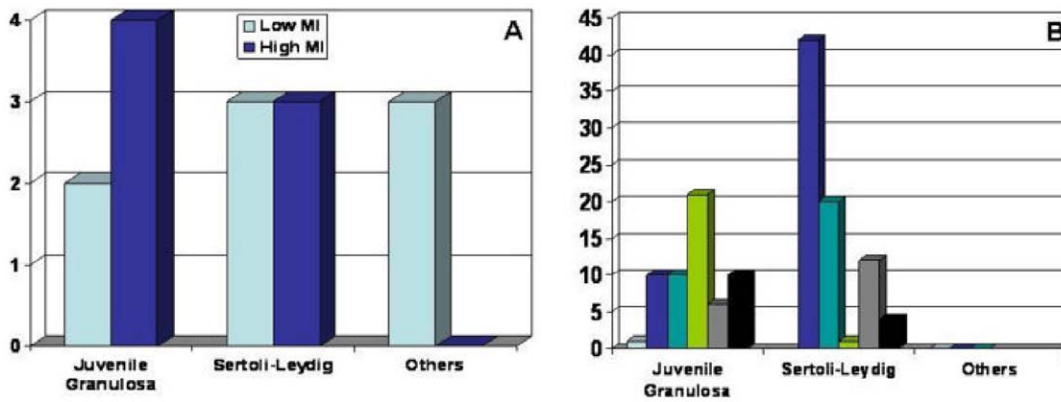 4
3
2
1
0
Low MI
High MI
A
Juvenile
Granulosa
Sertoli-Leydig
Others
B
45
40
35
30
25
20
15
10
5
0
Juvenile
Granulosa
Sertoli-Leydig
Others